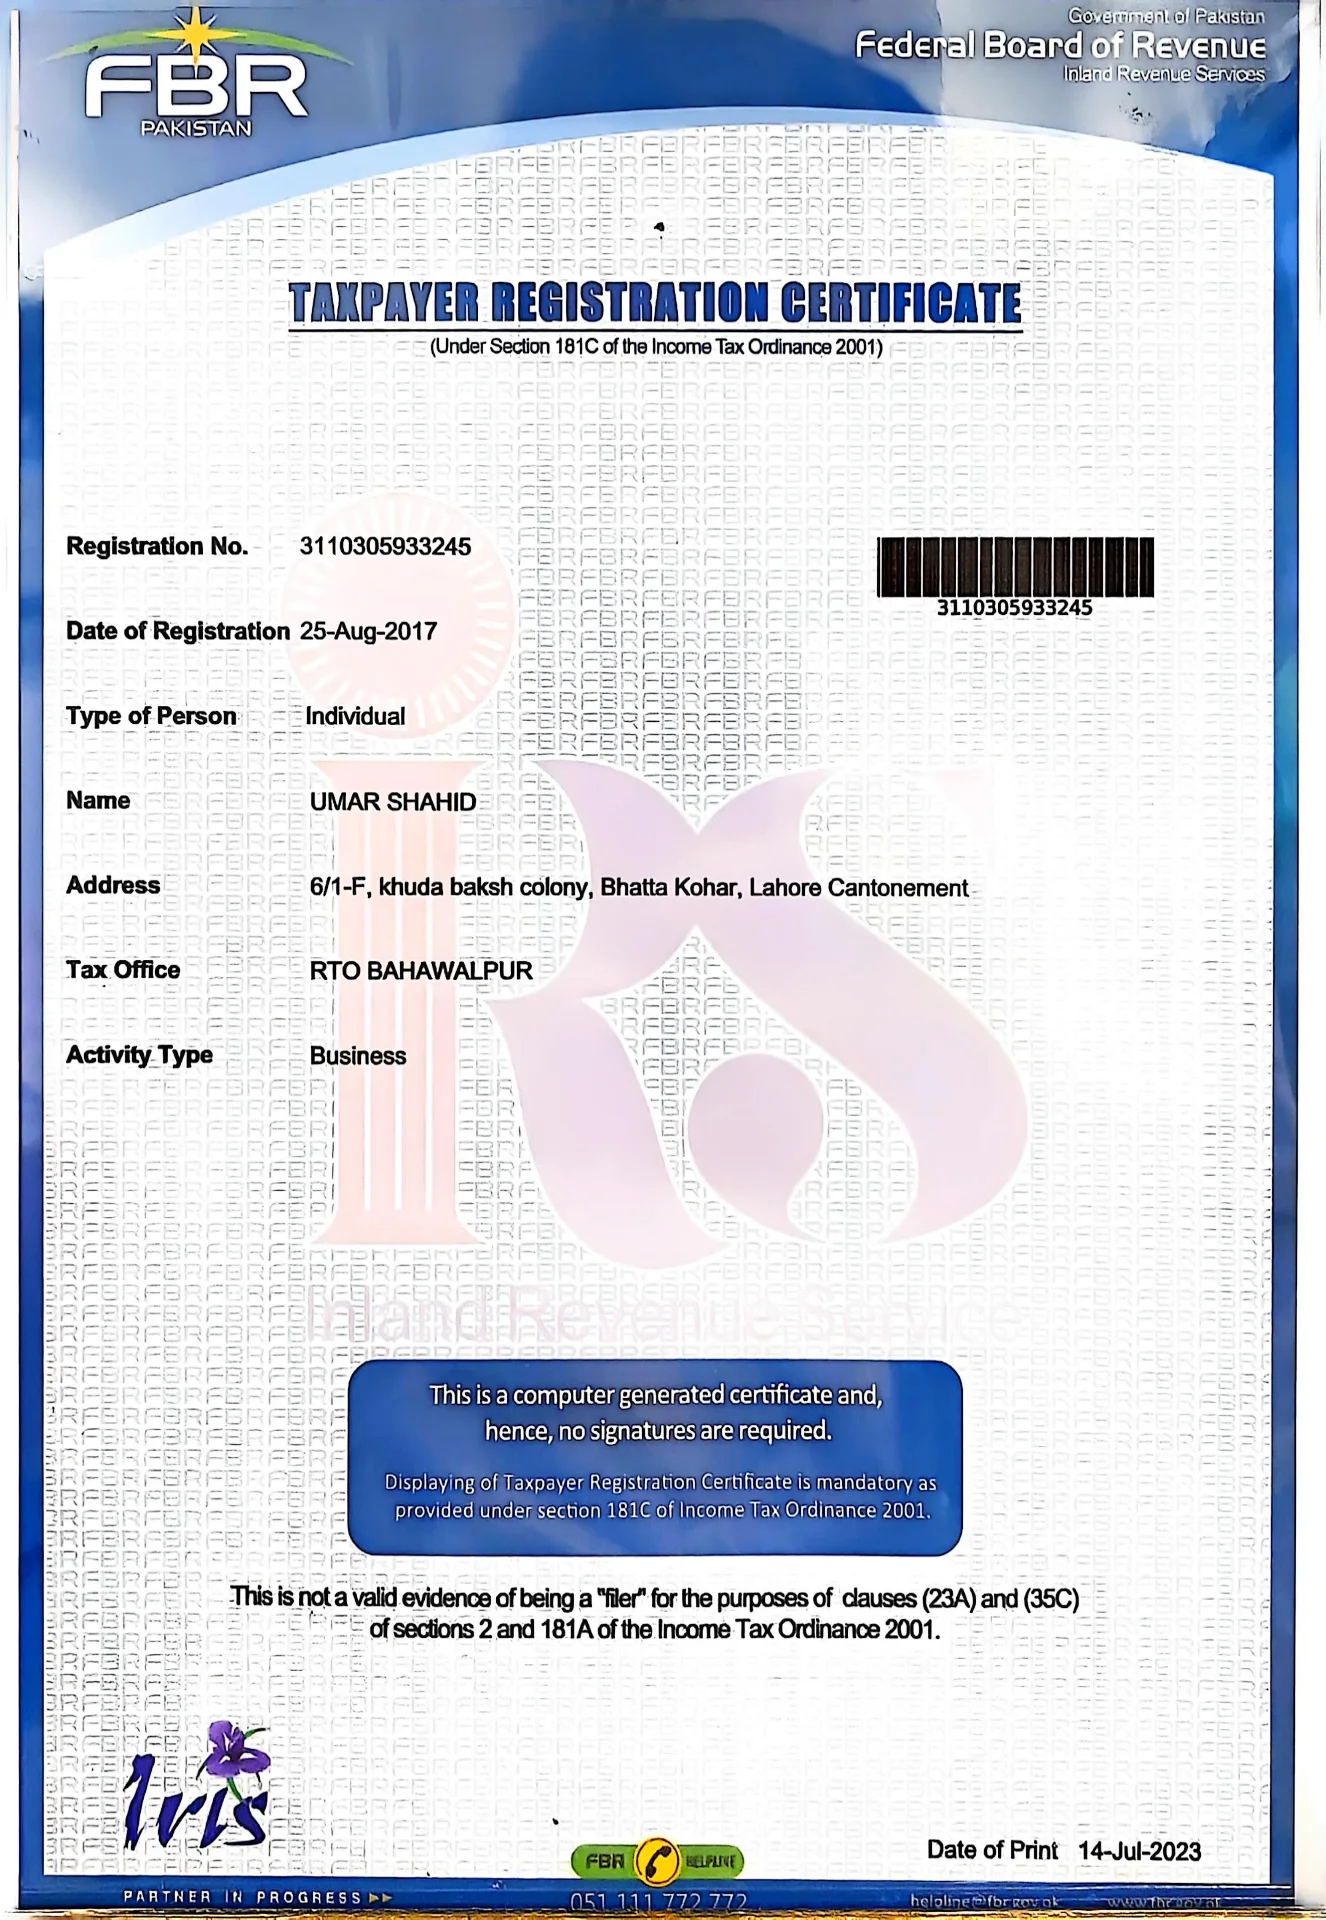 FBR
PAKISTAN
Government of Pakistan
Federal Board of Revenue
Inland Revenue Services
TAXPAYER REGISTRATION CERTIFICATE
(Under Section 181C of the Income Tax Ordinance 2001)
Registration No. 3110305933245
3110305933245
Date of Registration 25-Aug-2017
Type of Person Individual
Name UMAR SHAHID
Address 6/1-F, khuda baksh colony, Bhatta Kohar, Lahore Cantonement
Tax Office RTO BAHAWALPUR
Activity Type Business
IRS
Inland Revenue Service
This is a computer generated certificate and,
hence, no signatures are required.
Displaying of Taxpayer Registration Certificate is mandatory as
provided under section 181C of Income Tax Ordinance 2001.
This is not a valid evidence of being a "filer" for the purposes of clauses (23A) and (35C)
of sections 2 and 181A of the Income Tax Ordinance 2001.
Iris
FBR HELPLINE
Date of Print 14-Jul-2023
PARTNER IN PROGRESS
051 111 772 772
helpline@fbr.gov.pk
www.fbr.gov.pk